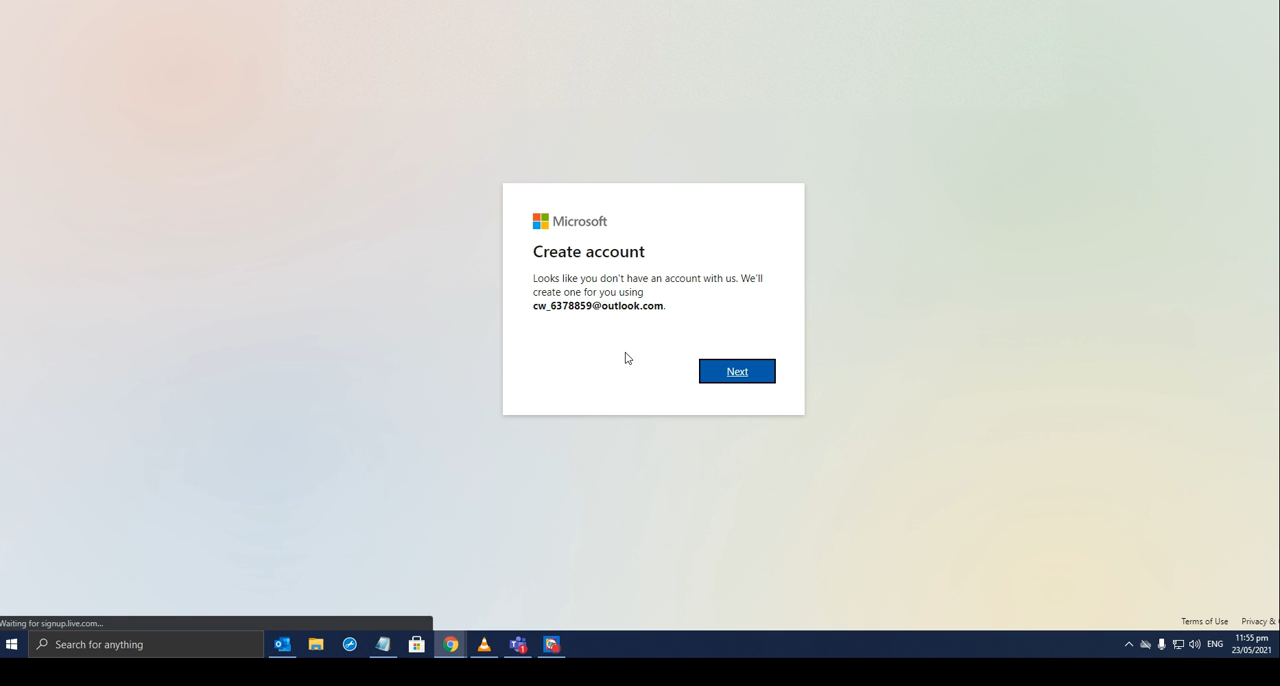 Microsoft
Create account
Looks like you don't have an account with us. We'll
create one for you using
cw_6378859@outlook.com.
Next
Waiting for signup.live.com...
Terms of Use Privacy &
Search for anything
1
ENG
11:55 pm
23/05/2021